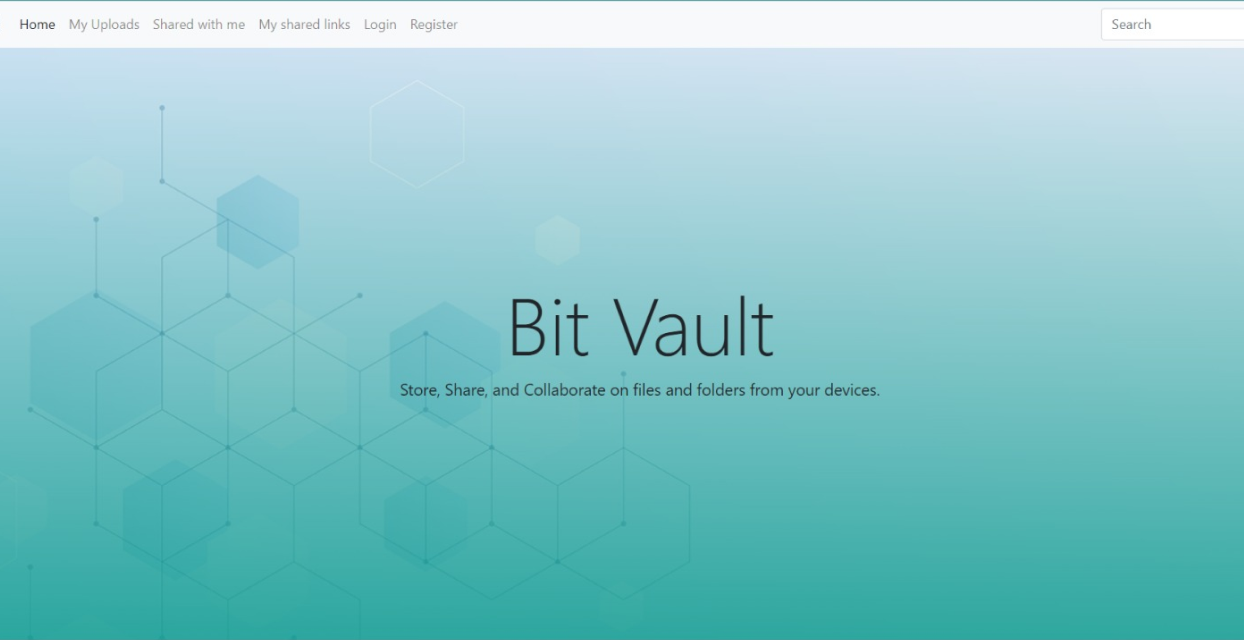 Home My Uploads Shared with me My shared links Login Register Search
Bit Vault
Store, Share, and Collaborate on files and folders from your devices.